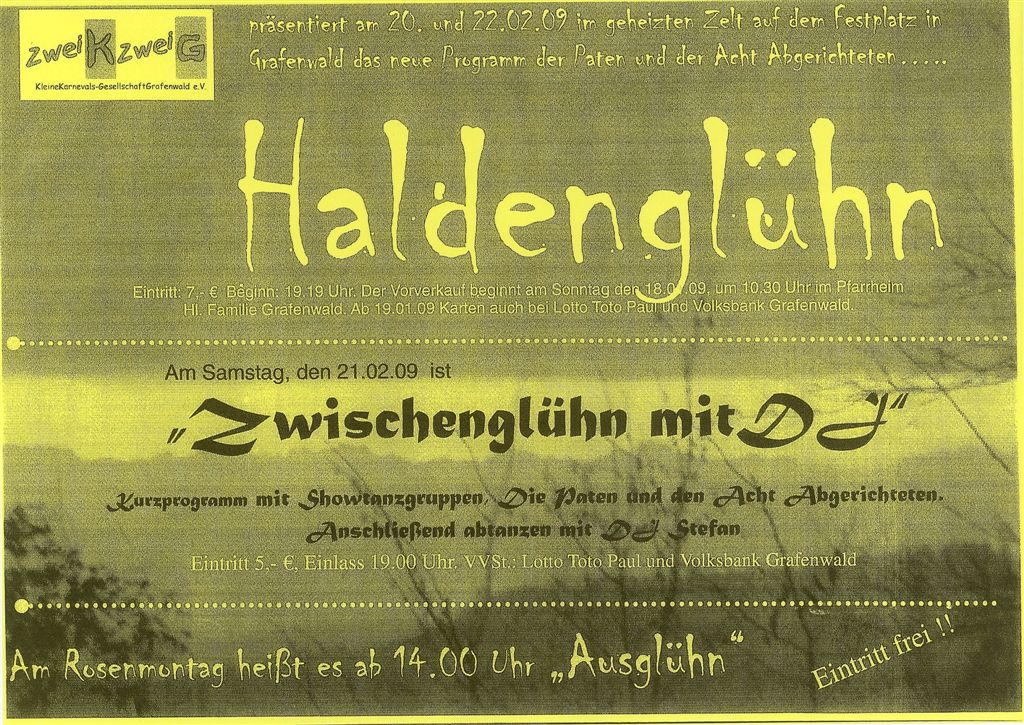 zwei K zwei G
KleineKarnevals-GesellschaftGrafenwald e.V.
präsentiert am 20. und 22.02.09 im geheizten Zelt auf dem Festplatz in
Grafenwald das neue Programm der Paten und der Acht Abgerichteten.....
Haldenglühn
Eintritt: 7,- € Beginn: 19.19 Uhr. Der Vorverkauf beginnt am Sonntag den 18.01.09, um 10.30 Uhr im Pfarrheim
Hl. Familie Grafenwald. Ab 19.01.09 Karten auch bei Lotto Toto Paul und Volksbank Grafenwald.
Am Samstag, den 21.02.09 ist
„Zwischenglühn mit DJ“
Kurzprogramm mit Showtanzgruppen, Die Paten und den Acht Abgerichteten.
Anschließend abtanzen mit DJ Stefan
Eintritt 5,- €, Einlass 19.00 Uhr, VVSt.: Lotto Toto Paul und Volksbank Grafenwald
Am Rosenmontag heißt es ab 14.00 Uhr „Ausglühn“
Eintritt frei !!